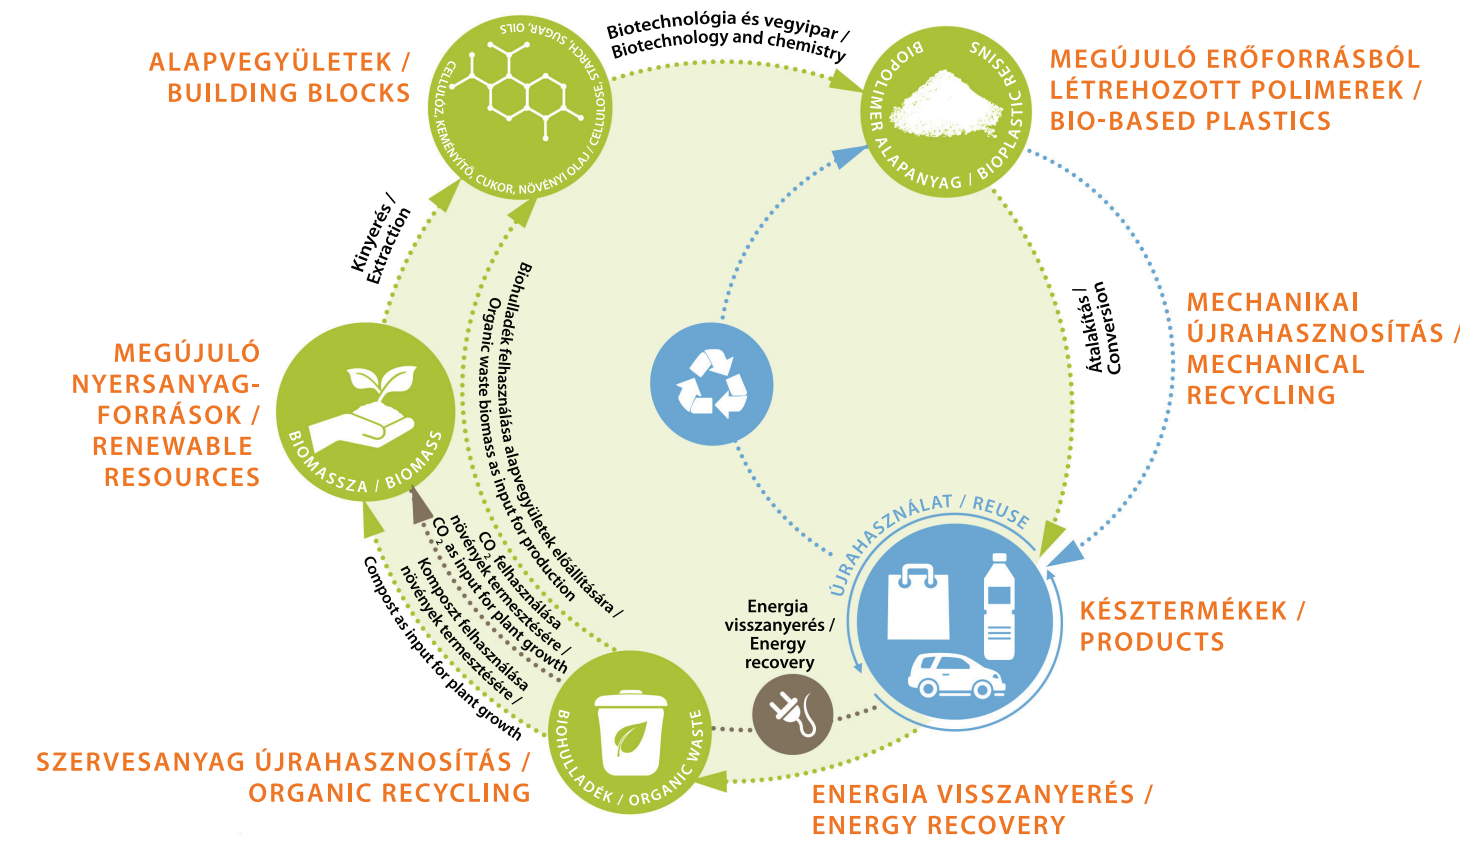 ALAPVEGYÜLETEK /
BUILDING BLOCKS
CELLULÓZ, KEMÉNYÍTŐ, CUKOR, NÖVÉNYI OLAJ / CELLULOSE, STARCH, SUGAR, OILS
Biotechnológia és vegyipar /
Biotechnology and chemistry
BIOPOLIMER ALAPANYAG / BIOPLASTIC RESINS
MEGÚJULÓ ERŐFORRÁSBÓL
LÉTREHOZOTT POLIMEREK /
BIO-BASED PLASTICS
Kinyerés /
Extraction
Átalakítás /
Conversion
MECHANIKAI
ÚJRAHASZNOSÍTÁS /
MECHANICAL
RECYCLING
MEGÚJULÓ
NYERSANYAG-
FORRÁSOK /
RENEWABLE
RESOURCES
BIOMASSZA / BIOMASS
Biohulladék felhasználása alapvegyületek előállítására /
Organic waste biomass as input for production
CO2 felhasználása
növények termesztésére /
CO2 as input for plant growth
Komposzt felhasználása
növények termesztésére /
Compost as input for plant growth
ÚJRAHASZNÁLAT / REUSE
Energia
visszanyerés /
Energy
recovery
KÉSZTERMÉKEK /
PRODUCTS
BIOHULLADÉK / ORGANIC WASTE
SZERVESANYAG ÚJRAHASZNOSÍTÁS /
ORGANIC RECYCLING
ENERGIA VISSZANYERÉS /
ENERGY RECOVERY